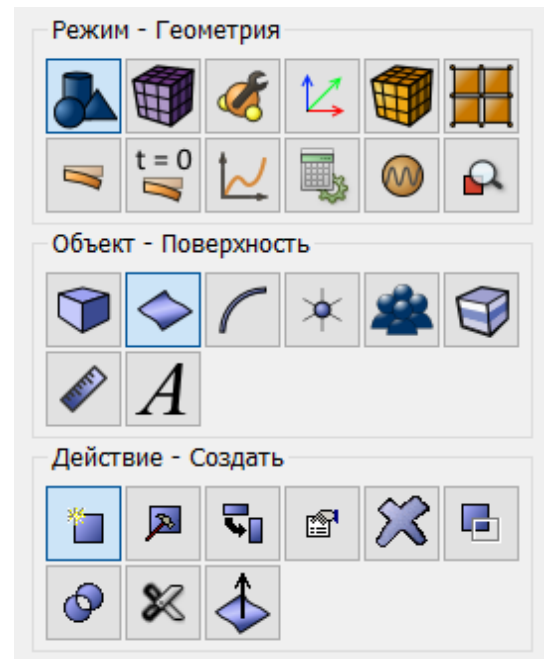 Режим - Геометрия
t = 0
Объект - Поверхность
A
Действие - Создать